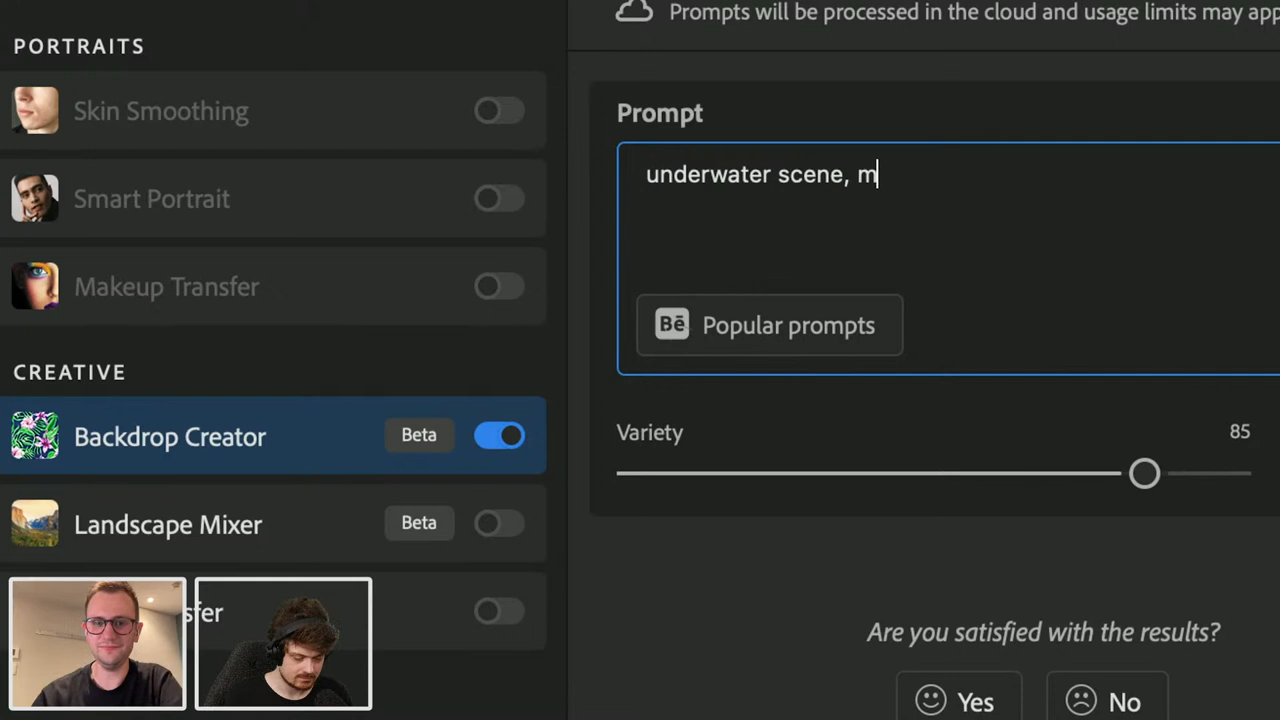 PORTRAITS
Skin Smoothing
Smart Portrait
Makeup Transfer
CREATIVE
Backdrop Creator Beta
Landscape Mixer Beta
sfer
Prompts will be processed in the cloud and usage limits may app
Prompt
underwater scene, m
Bē Popular prompts
Variety 85
Are you satisfied with the results?
Yes No